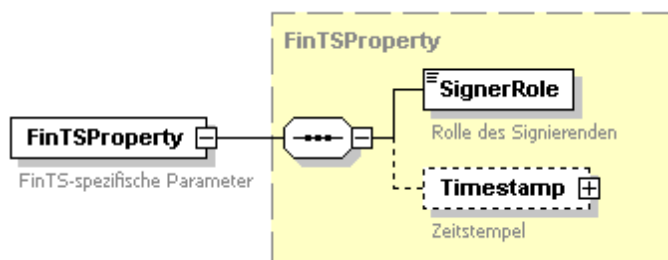 FinTSProperty
SignerRole
Rolle des Signierenden
FinTSProperty
FinTS-spezifische Parameter
Timestamp
Zeitstempel